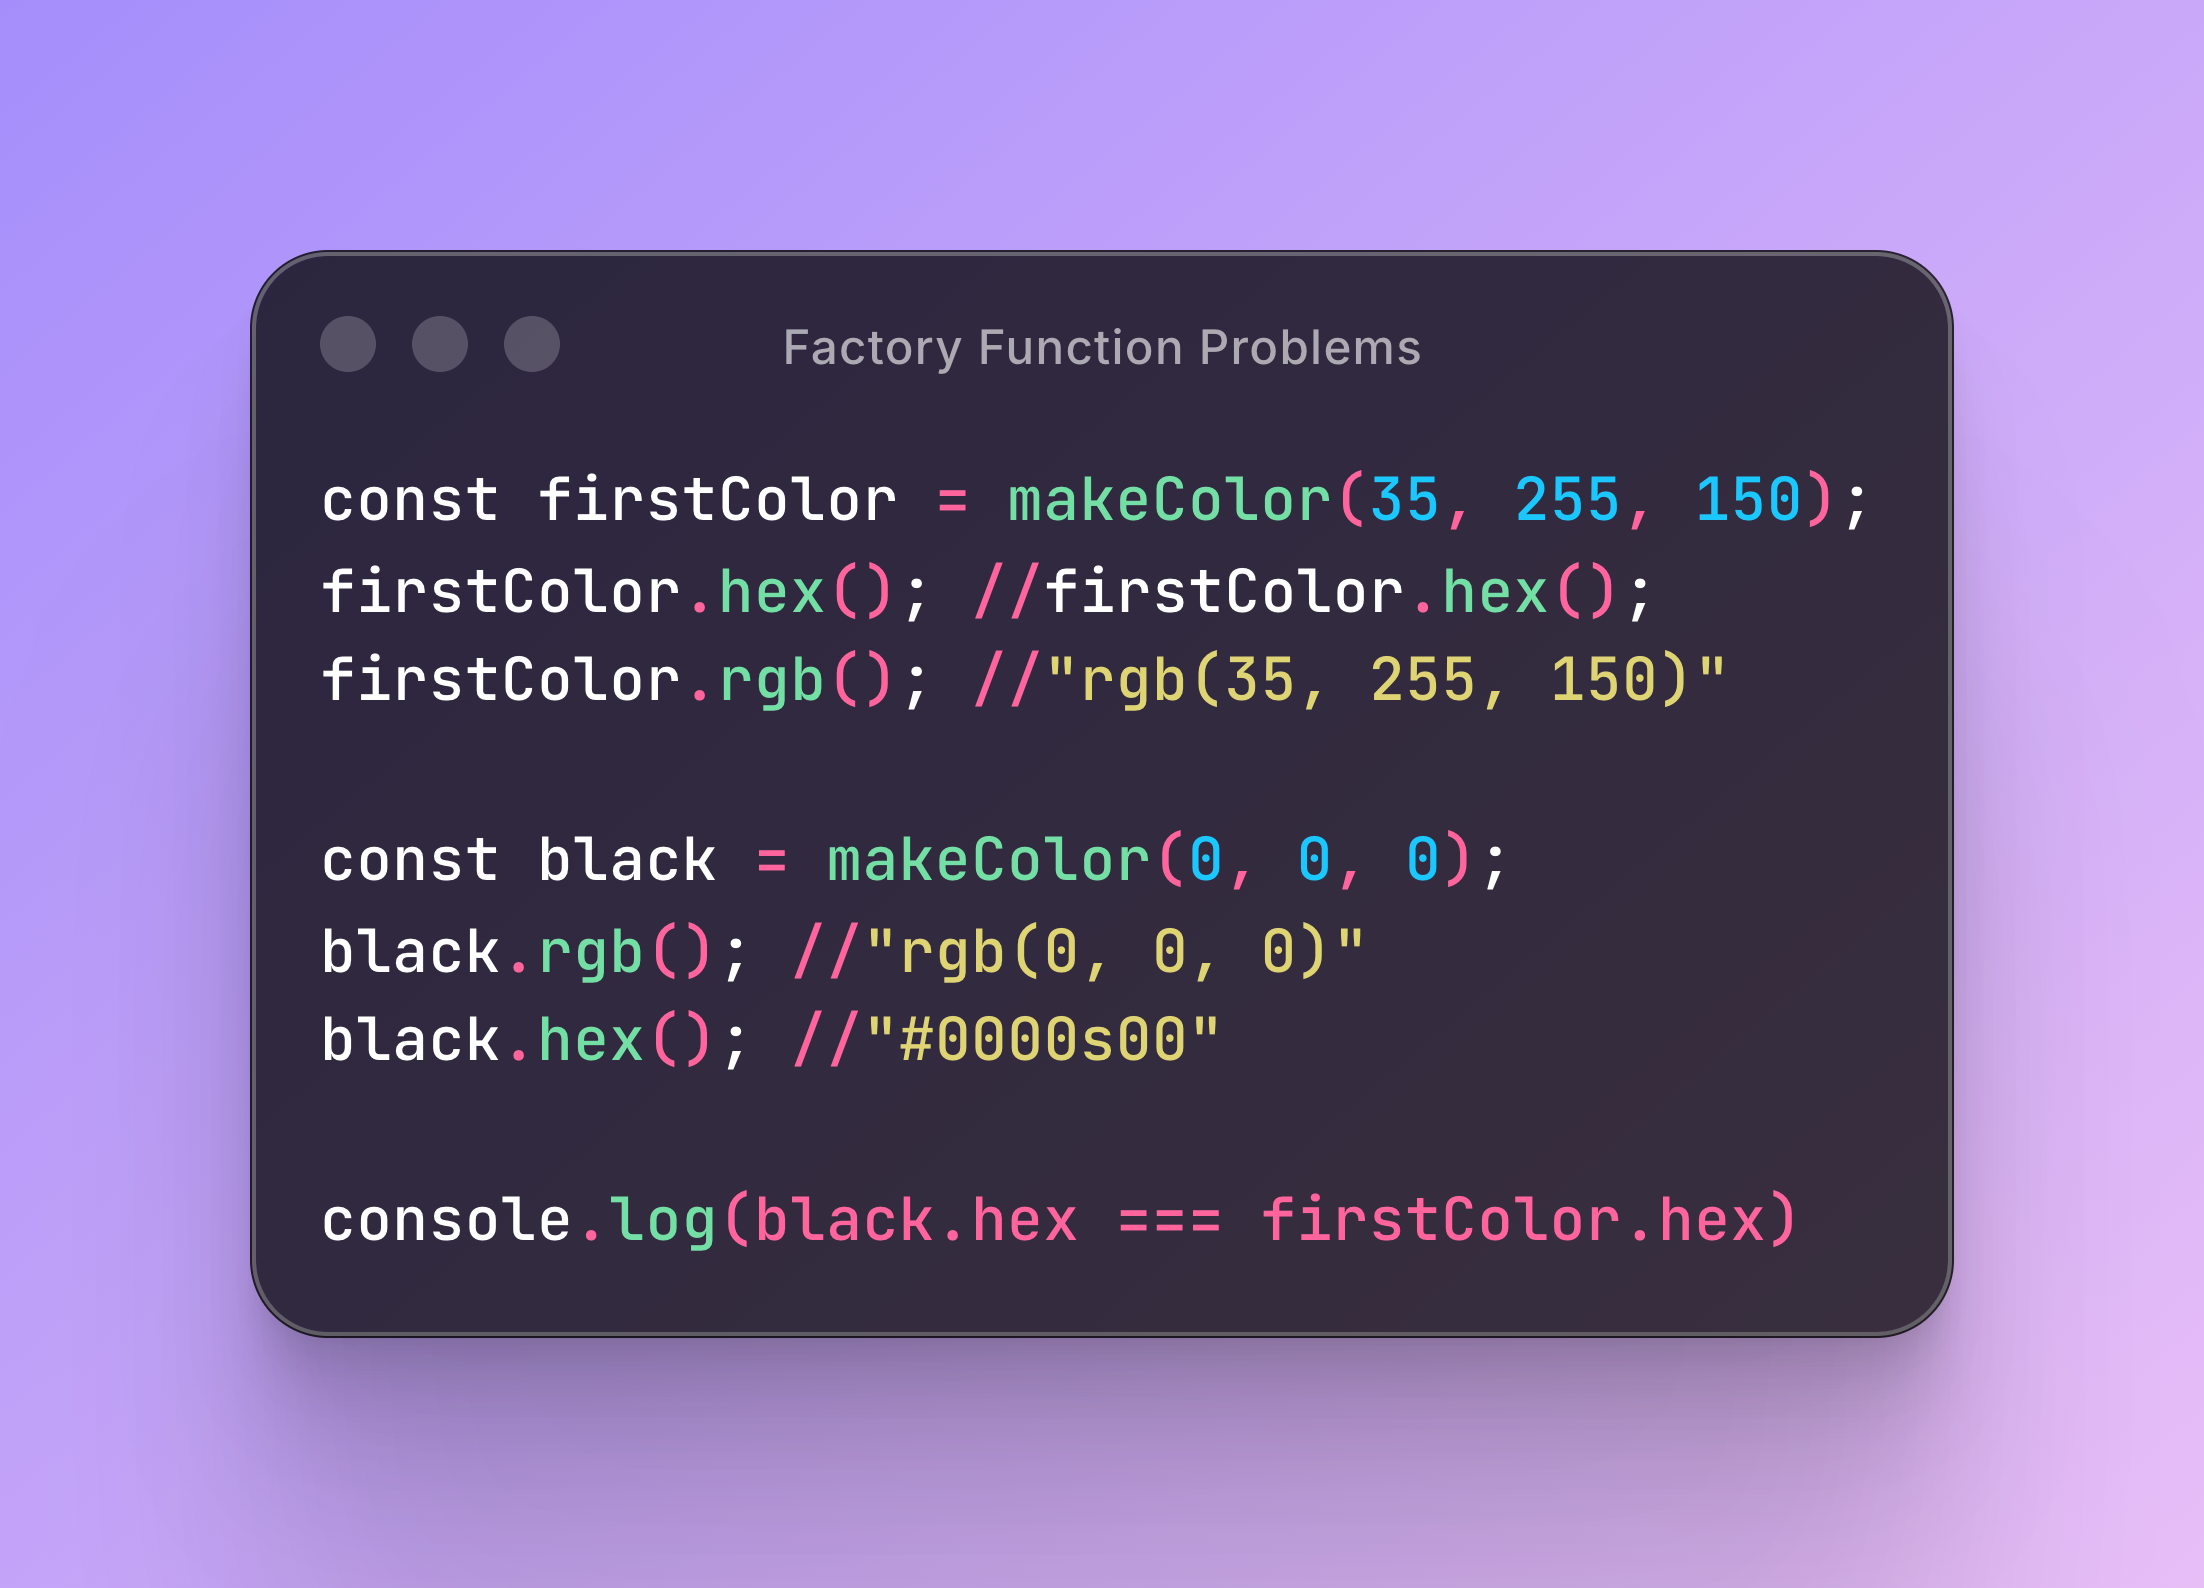 Factory Function Problems
const firstColor = makeColor(35, 255, 150);
firstColor.hex(); //firstColor.hex();
firstColor.rgb(); //"rgb(35, 255, 150)"
const black = makeColor(0, 0, 0);
black.rgb(); //"rgb(0, 0, 0)"
black.hex(); //"#0000s00"
console.log(black.hex === firstColor.hex)